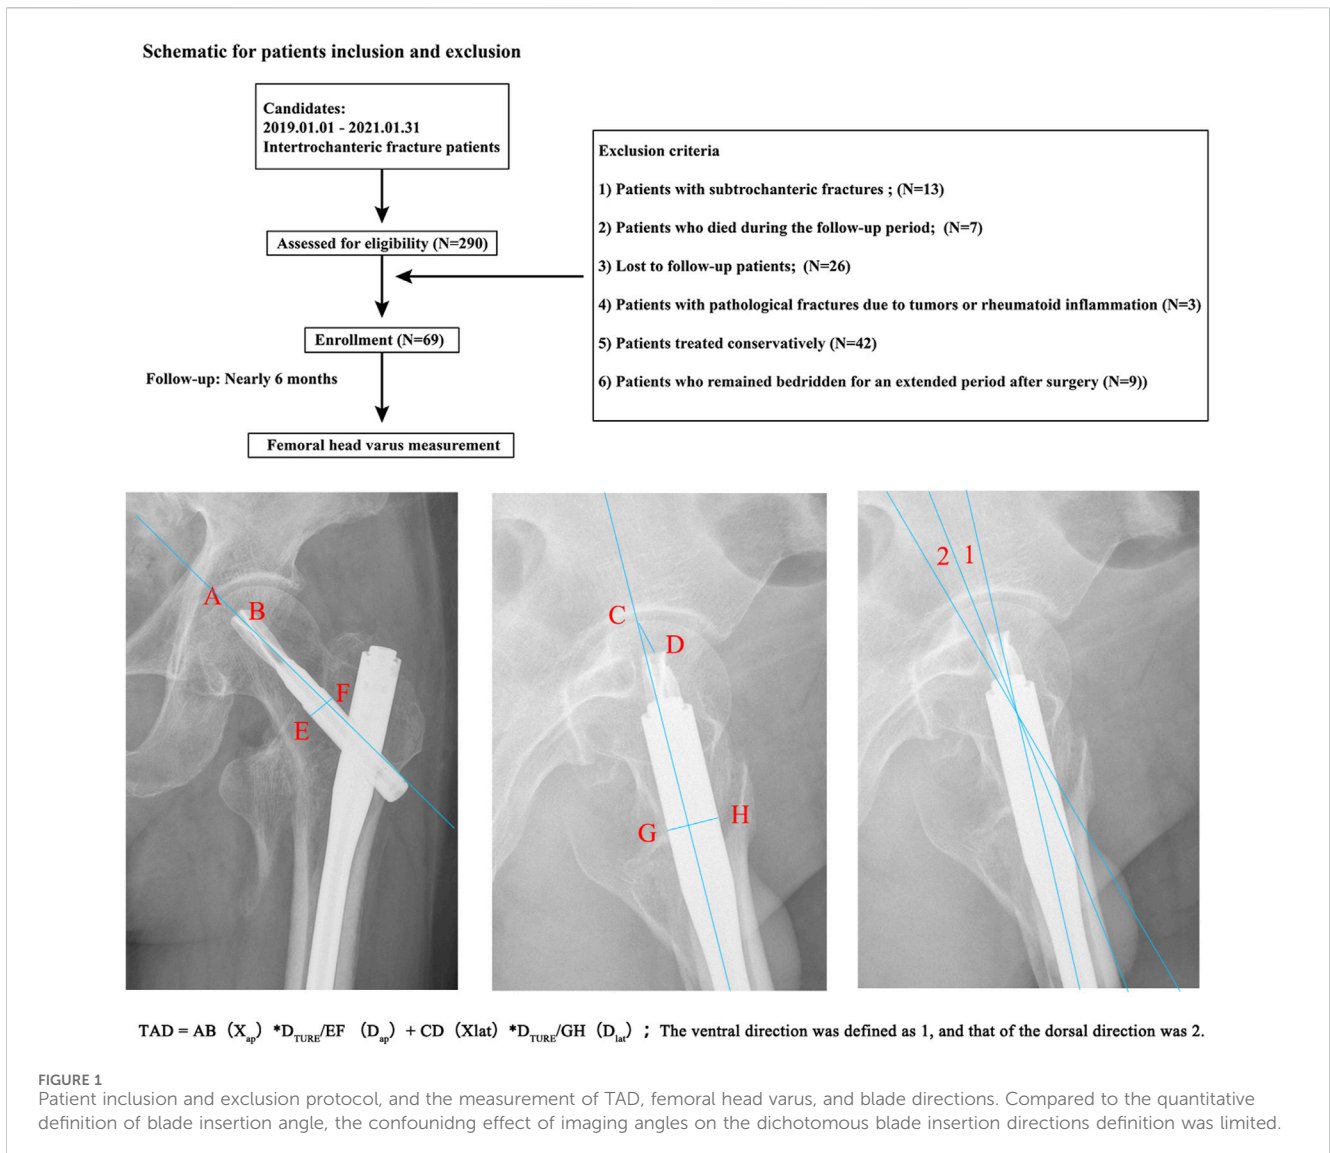 Schematic for patients inclusion and exclusion
Candidates:
2019.01.01 - 2021.01.31
Intertrochanteric fracture patients
Assessed for eligibility (N=290)
Exclusion criteria
1) Patients with subtrochanteric fractures ; (N=13)
2) Patients who died during the follow-up period; (N=7)
3) Lost to follow-up patients; (N=26)
4) Patients with pathological fractures due to tumors or rheumatoid inflammation (N=3)
5) Patients treated conservatively (N=42)
6) Patients who remained bedridden for an extended period after surgery (N=9))
Enrollment (N=69)
Follow-up: Nearly 6 months
Femoral head varus measurement
A
B
F
E
C
D
G
H
2 1
TAD = AB（X_ap）*D_TURE/EF （D_ap）+ CD（Xlat）*D_TURE/GH（D_lat）； The ventral direction was defined as 1, and that of the dorsal direction was 2.
FIGURE 1
Patient inclusion and exclusion protocol, and the measurement of TAD, femoral head varus, and blade directions. Compared to the quantitative
definition of blade insertion angle, the confounidng effect of imaging angles on the dichotomous blade insertion directions definition was limited.